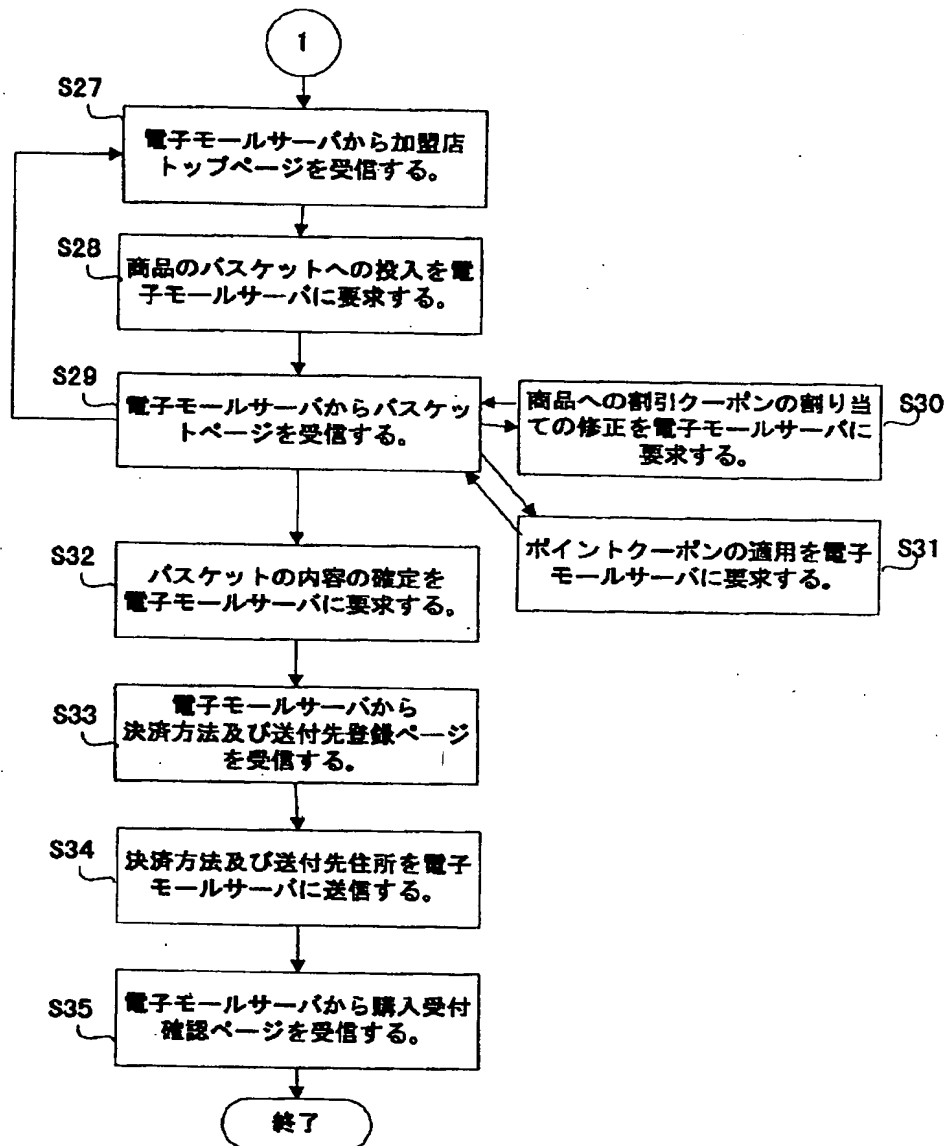 1
S27
電子モールサーバから加盟店
トップページを受信する。
S28
商品のバスケットへの投入を電
子モールサーバに要求する。
S29
電子モールサーバからバスケッ
トページを受信する。
商品への割引クーポンの割り当
ての修正を電子モールサーバに
要求する。
S30
ポイントクーポンの適用を電子
モールサーバに要求する。
S31
S32
バスケットの内容の確定を
電子モールサーバに要求する。
S33
電子モールサーバから
決済方法及び送付先登録ページ
を受信する。
S34
決済方法及び送付先住所を電子
モールサーバに送信する。
S35
電子モールサーバから購入受付
確認ページを受信する。
終了